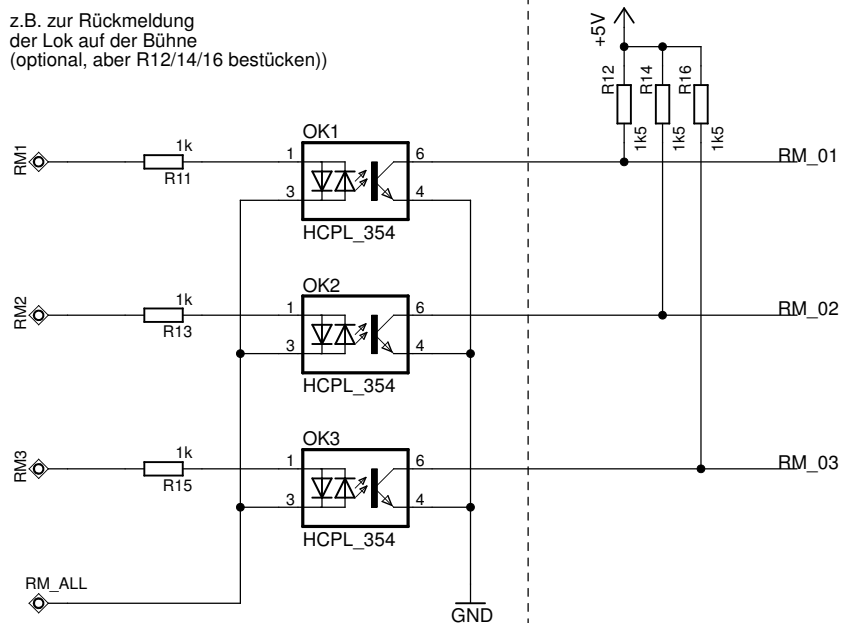 z.B. zur Rückmeldung
der Lok auf der Bühne
(optional, aber R12/14/16 bestücken))
+5V
R12
R14
R16
1k5
1k5
1k5
RM1
1k
R11
OK1
1
3
6
4
HCPL_354
RM_01
RM2
1k
R13
OK2
1
3
6
4
HCPL_354
RM_02
RM3
1k
R15
OK3
1
3
6
4
HCPL_354
RM_03
RM_ALL
GND